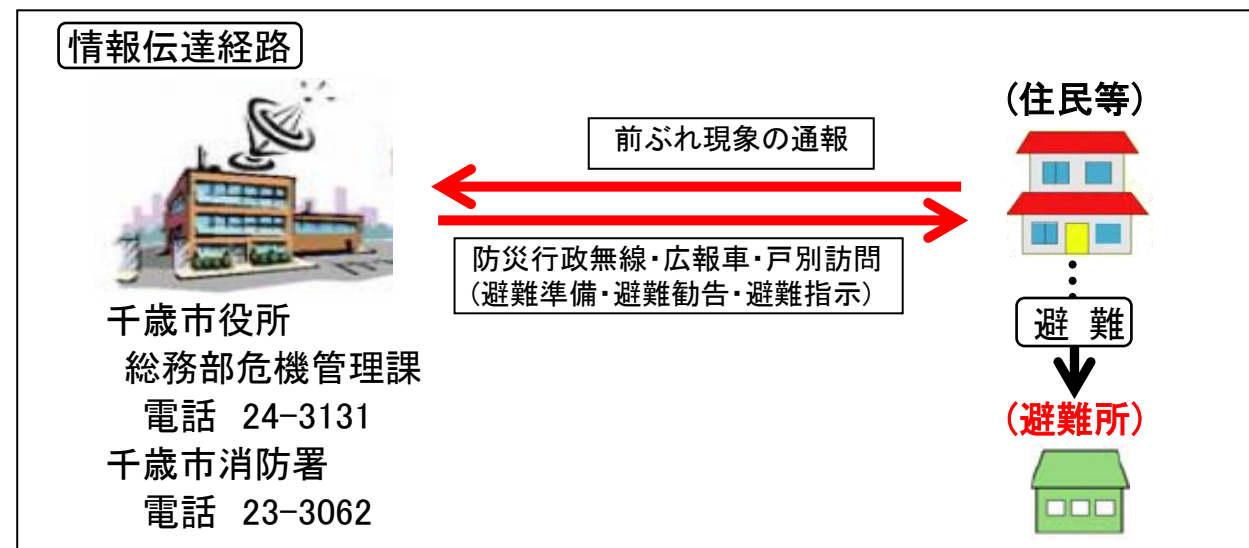 情報伝達経路
(住民等)
前ぶれ現象の通報
防災行政無線・広報車・戸別訪問
(避難準備・避難勧告・避難指示)
千歳市役所
総務部危機管理課
電話 24-3131
千歳市消防署
電話 23-3062
避 難
(避難所)